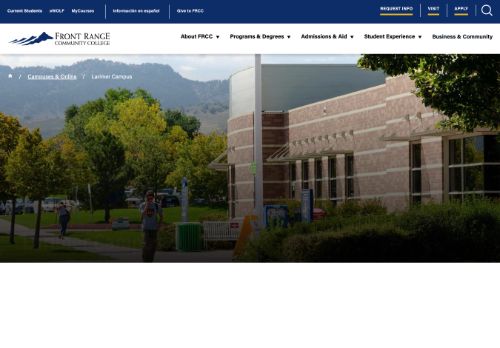 Current Students eWOLF MyCourses Información en español Give to FRCC REQUEST INFO VISIT APPLY
FRONT RANGE
COMMUNITY COLLEGE
About FRCC Programs & Degrees Admissions & Aid Student Experience Business & Community
/ Campuses & Online / Larimer Campus